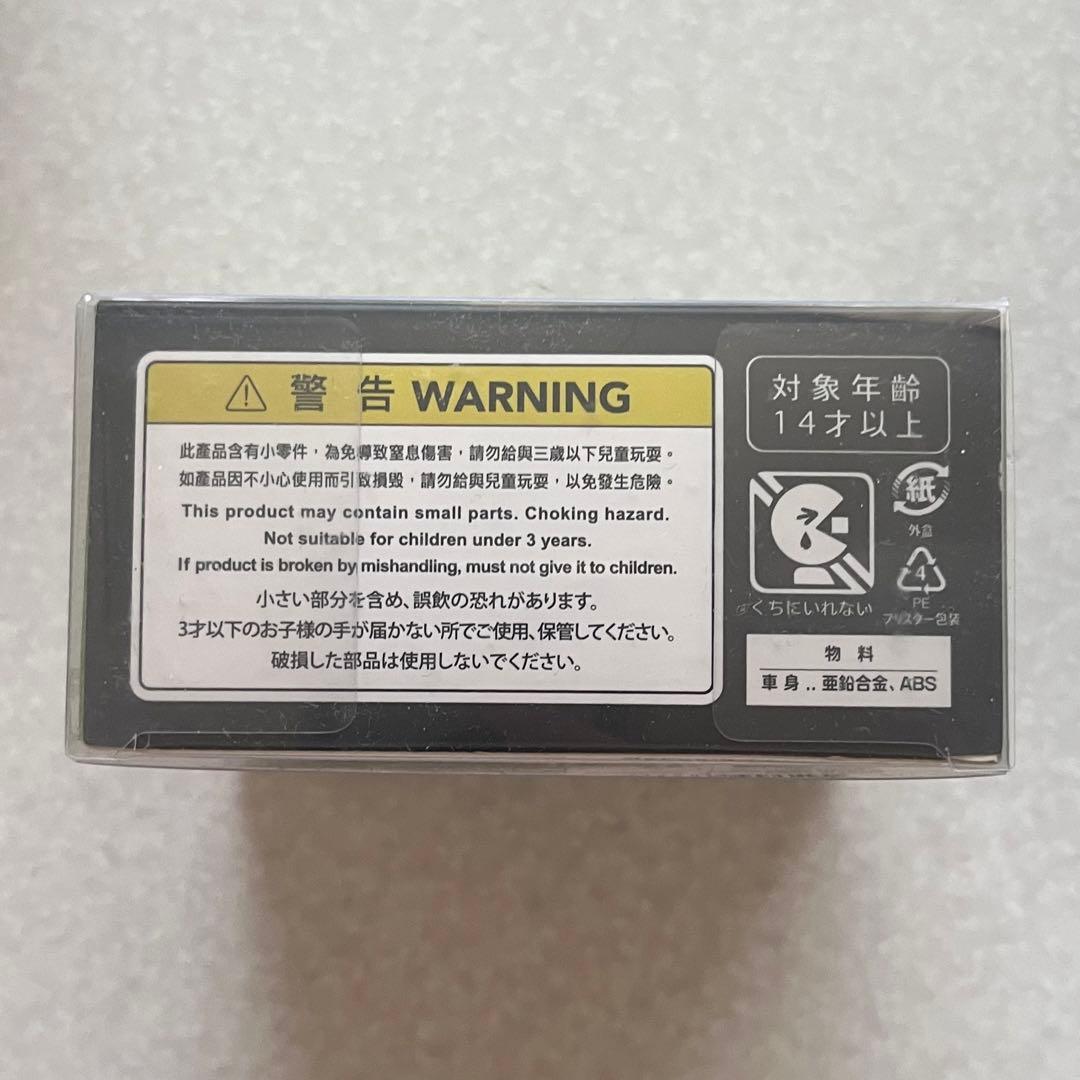 警告 WARNING
此產品含有小零件，為免導致窒息傷害，請勿給與三歲以下兒童玩耍。
如產品因不小心使用而引致損毀，請勿給與兒童玩耍，以免發生危險。
This product may contain small parts. Choking hazard.
Not suitable for children under 3 years.
If product is broken by mishandling, must not give it to children.
小さい部分を含め、誤飲の恐れがあります。
3才以下のお子様の手が届かない所でご使用、保管してください。
破損した部品は使用しないでください。
対象年齢
14才以上
くちにいれない
紙
外盒
4
PE
ブリスター包装
物料
車身‥亜鉛合金、ABS